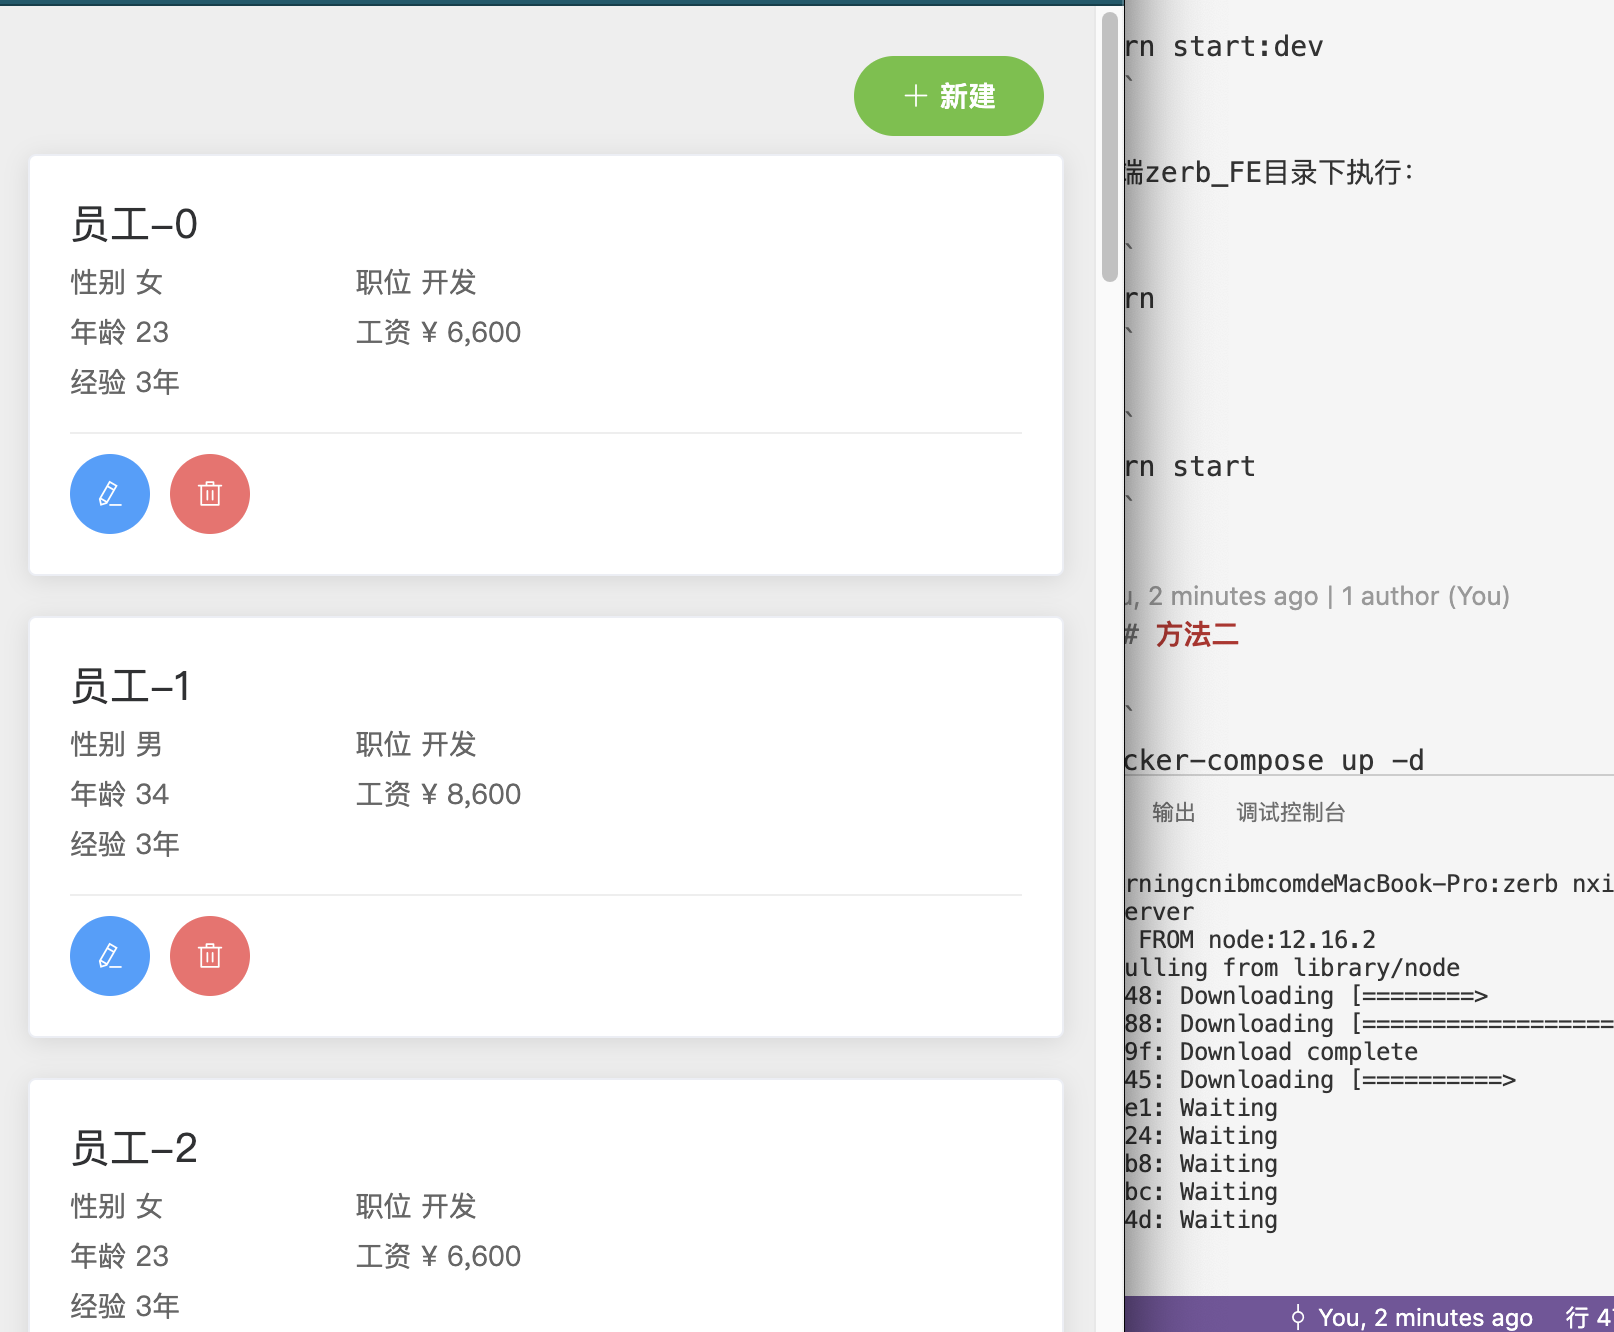 新建
员工-0
性别 女 职位 开发
年龄 23 工资 ¥ 6,600
经验 3年
员工-1
性别 男 职位 开发
年龄 34 工资 ¥ 8,600
经验 3年
员工-2
性别 女 职位 开发
年龄 23 工资 ¥ 6,600
经验 3年
rn start:dev
`
端zerb_FE目录下执行:
`
rn
`
`
rn start
`
u, 2 minutes ago | 1 author (You)
# 方法二
`
cker-compose up -d
输出 调试控制台
rningcnibmcomdeMacBook-Pro:zerb nxi
erver
FROM node:12.16.2
ulling from library/node
48: Downloading [========>
88: Downloading [==================
9f: Download complete
45: Downloading [==========>
e1: Waiting
24: Waiting
b8: Waiting
bc: Waiting
4d: Waiting
You, 2 minutes ago 行 47